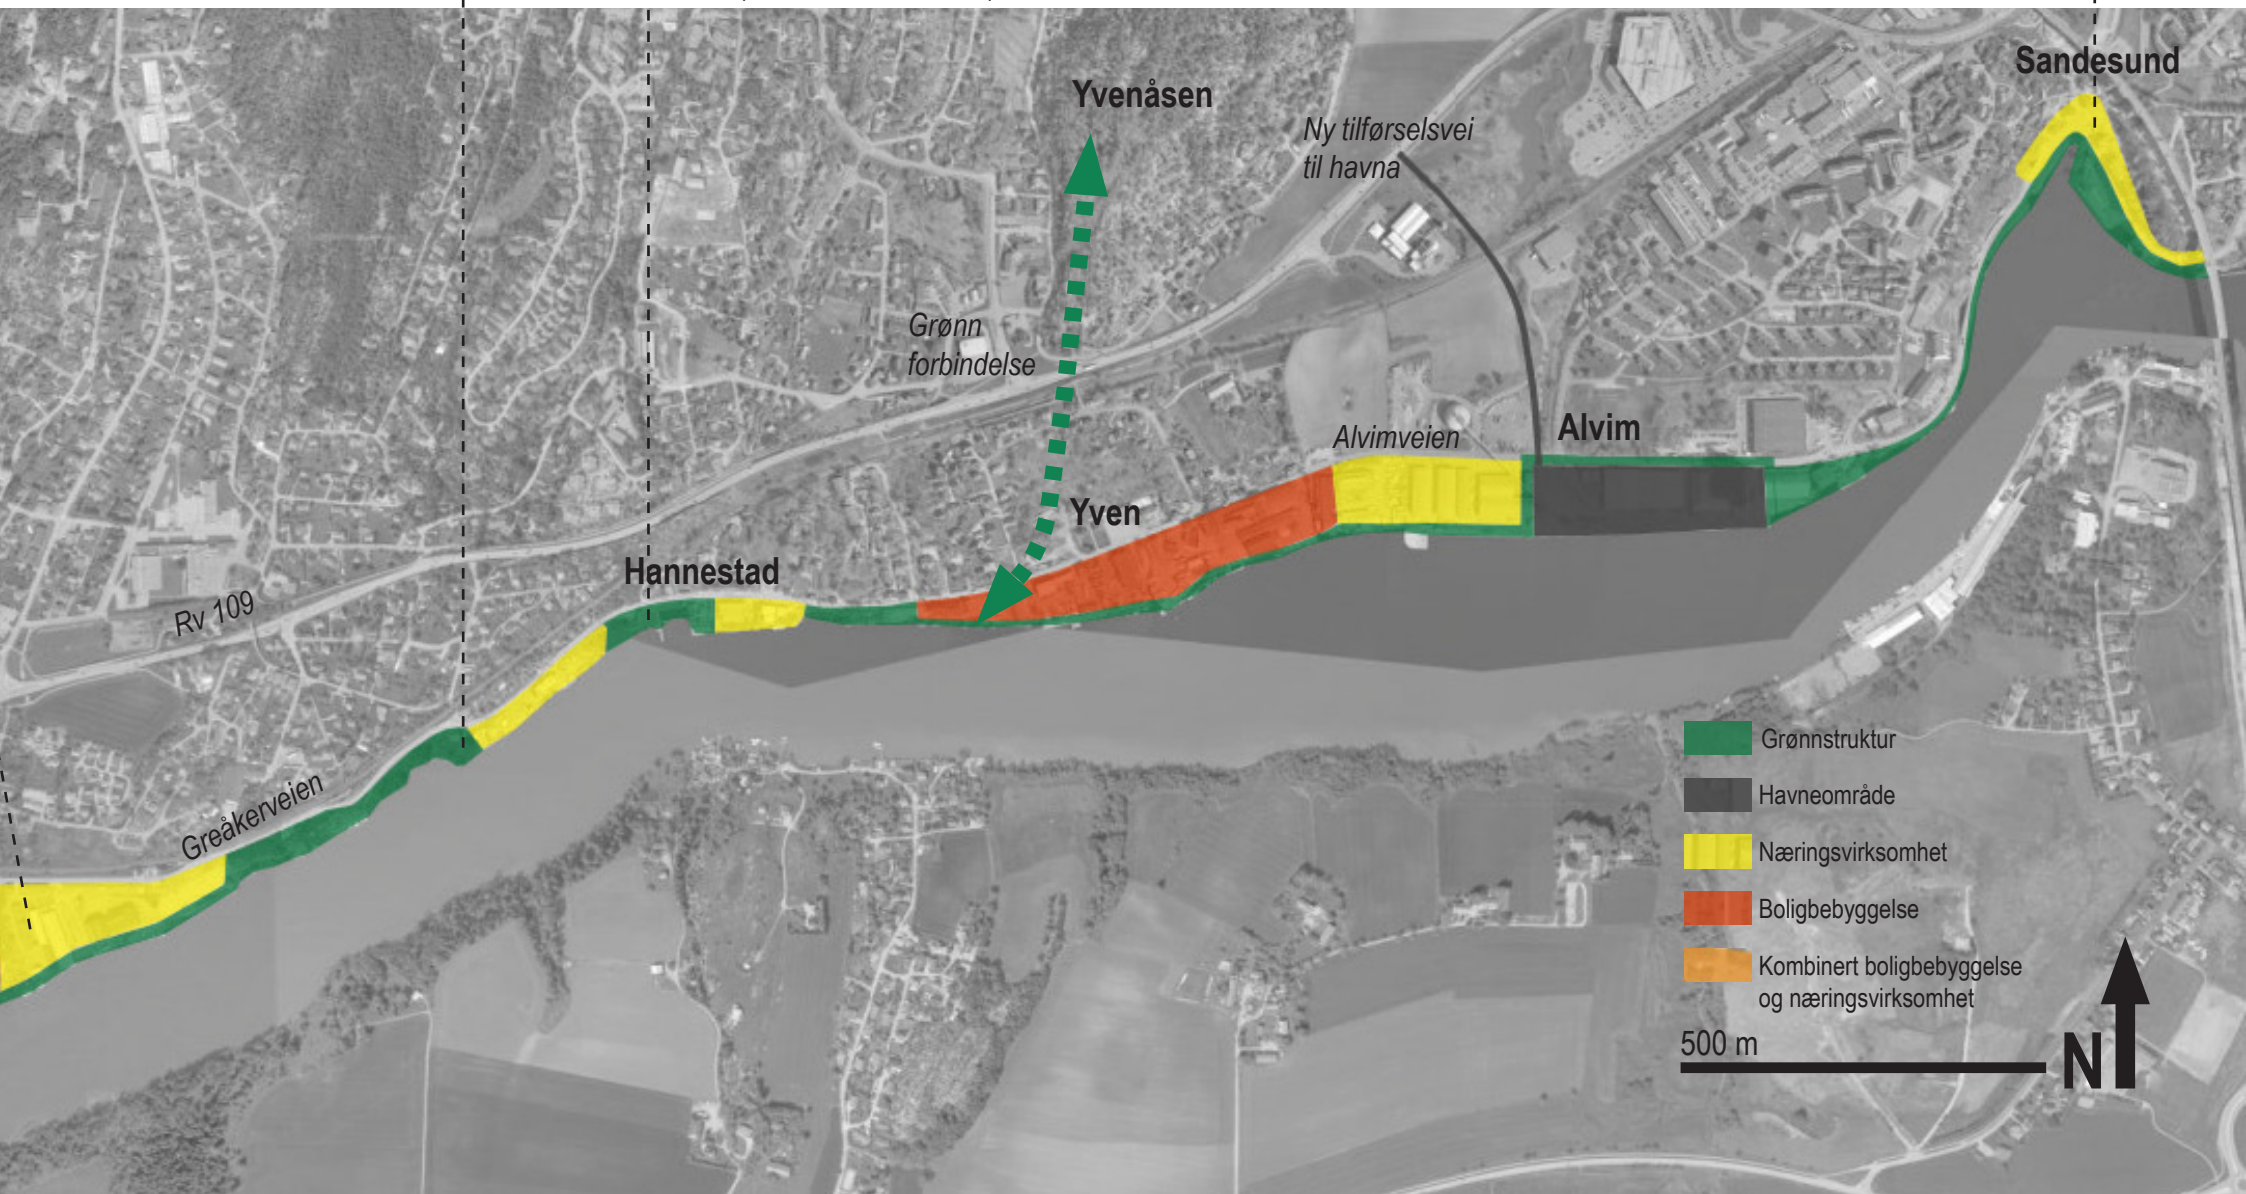 Sandesund
Yvenåsen
Ny tilførselsvei
til havna
Grønn
forbindelse
Alvimveien
Alvim
Yven
Hannestad
Rv 109
Greåkerveien
Grønnstruktur
Havneområde
Næringsvirksomhet
Boligbebyggelse
Kombinert boligbebyggelse
og næringsvirksomhet
500 m
N